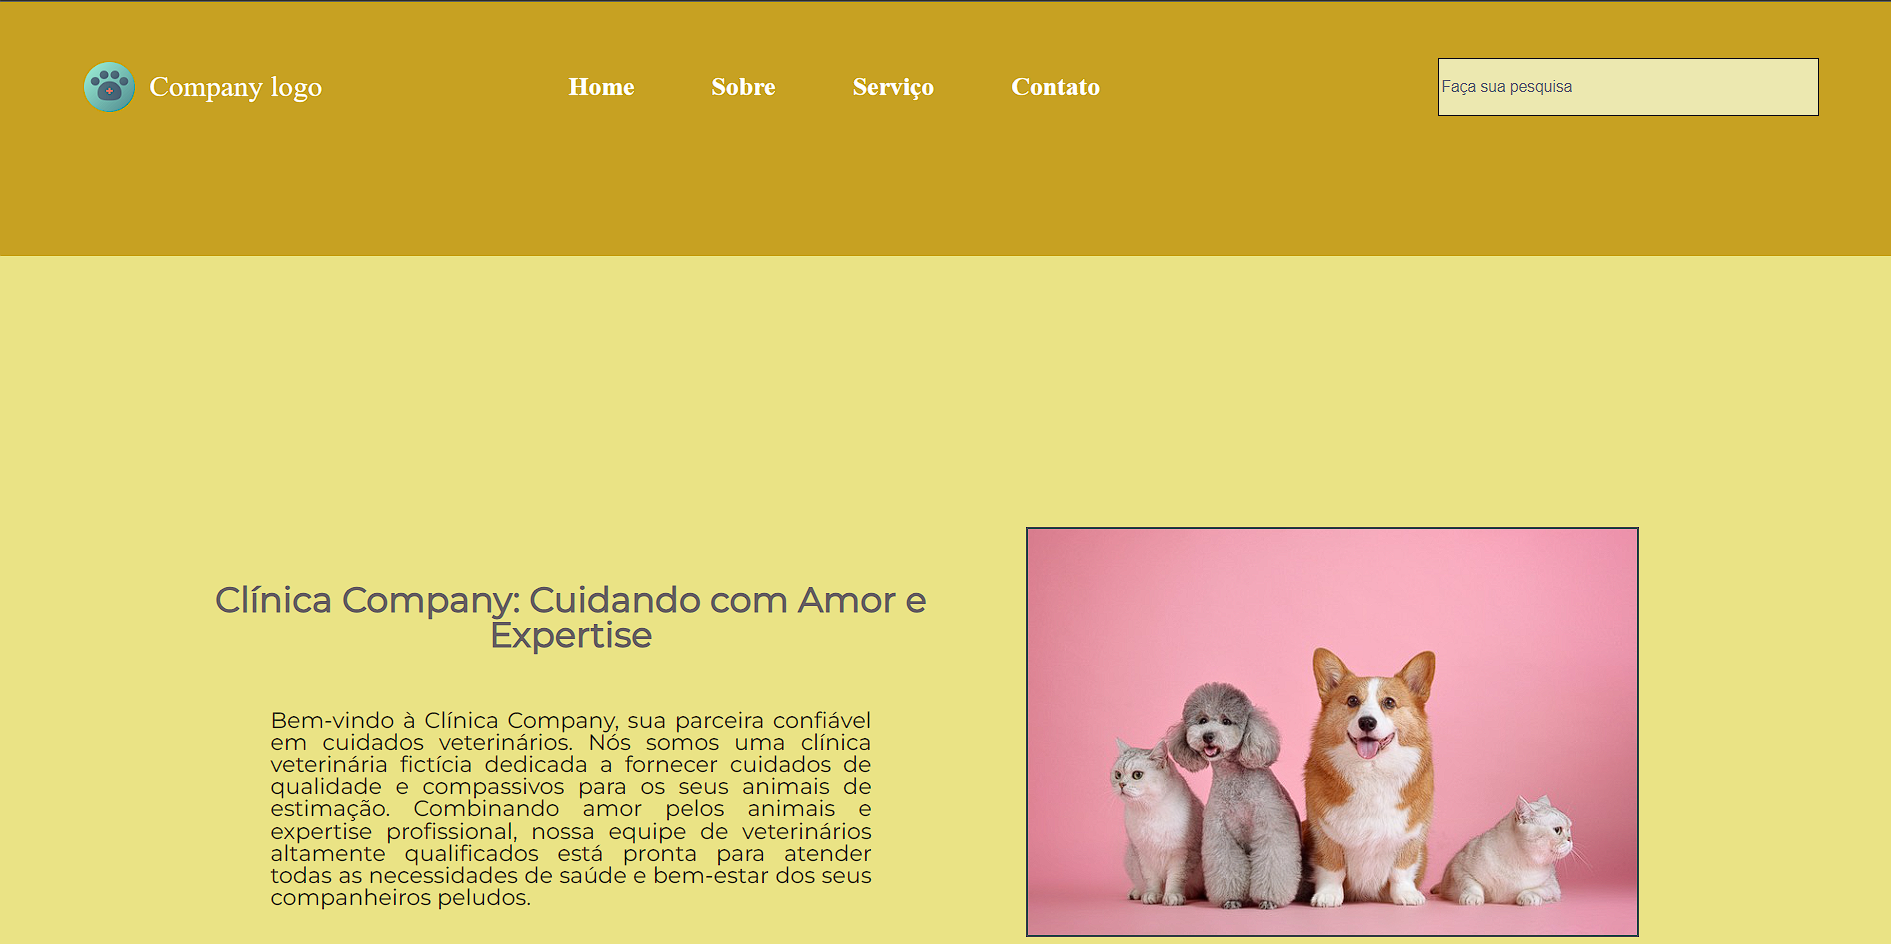 Company logo
Home Sobre Serviço Contato
Faça sua pesquisa
Clínica Company: Cuidando com Amor e
Expertise
Bem-vindo à Clínica Company, sua parceira confiável
em cuidados veterinários. Nós somos uma clínica
veterinária fictícia dedicada a fornecer cuidados de
qualidade e compassivos para os seus animais de
estimação. Combinando amor pelos animais e
expertise profissional, nossa equipe de veterinários
altamente qualificados está pronta para atender
todas as necessidades de saúde e bem-estar dos seus
companheiros peludos.